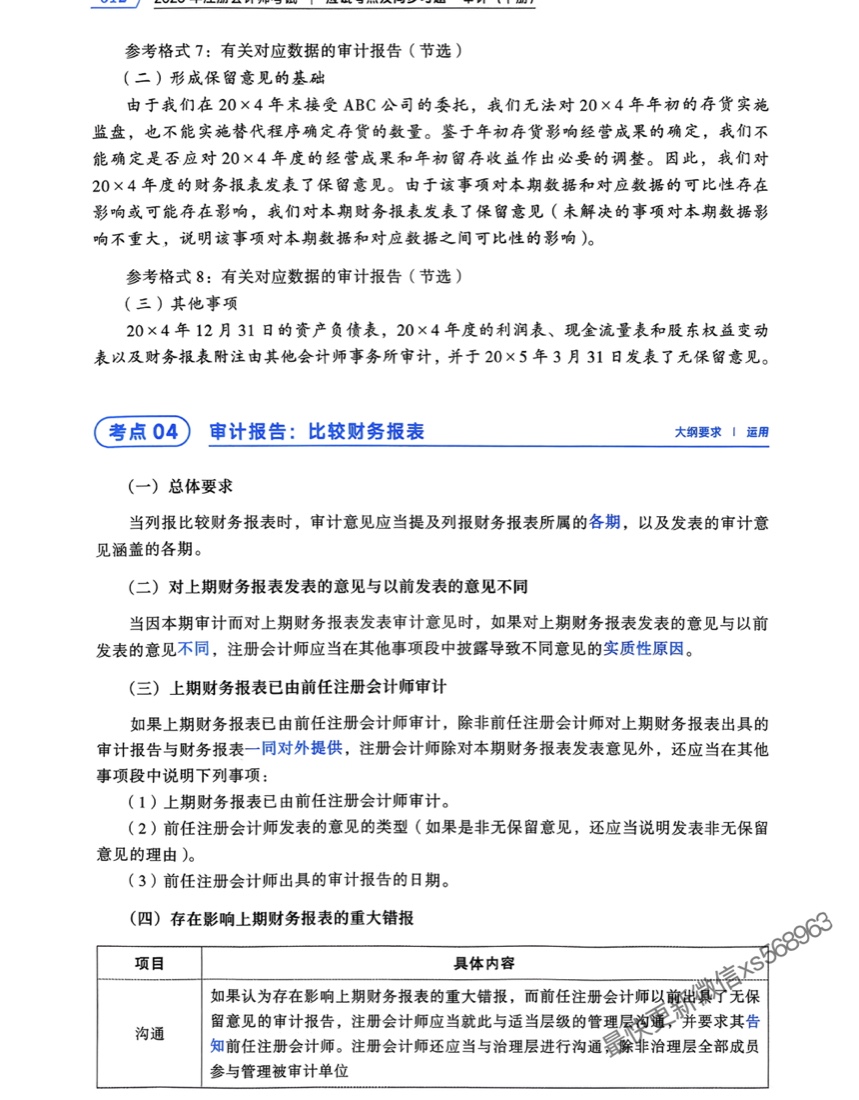 参考格式7：有关对应数据的审计报告（节选）
（二）形成保留意见的基础
由于我们在20×4年末接受ABC公司的委托，我们无法对20×4年年初的存货实施
监盘，也不能实施替代程序确定存货的数量。鉴于年初存货影响经营成果的确定，我们不
能确定是否应对20×4年度的经营成果和年初留存收益作出必要的调整。因此，我们对
20×4年度的财务报表发表了保留意见。由于该事项对本期数据和对应数据的可比性存在
影响或可能存在影响，我们对本期财务报表发表了保留意见（未解决的事项对本期数据影
响不重大，说明该事项对本期数据和对应数据之间可比性的影响）。
参考格式8：有关对应数据的审计报告（节选）
（三）其他事项
20×4年12月31日的资产负债表，20×4年度的利润表、现金流量表和股东权益变动
表以及财务报表附注由其他会计师事务所审计，并于20×5年3月31日发表了无保留意见。
考点04 审计报告：比较财务报表 大纲要求 | 运用
（一）总体要求
当列报比较财务报表时，审计意见应当提及列报财务报表所属的各期，以及发表的审计意
见涵盖的各期。
（二）对上期财务报表发表的意见与以前发表的意见不同
当因本期审计而对上期财务报表发表审计意见时，如果对上期财务报表发表的意见与以前
发表的意见不同，注册会计师应当在其他事项段中披露导致不同意见的实质性原因。
（三）上期财务报表已由前任注册会计师审计
如果上期财务报表已由前任注册会计师审计，除非前任注册会计师对上期财务报表出具的
审计报告与财务报表一同对外提供，注册会计师除对本期财务报表发表意见外，还应当在其他
事项段中说明下列事项：
（1）上期财务报表已由前任注册会计师审计。
（2）前任注册会计师发表的意见的类型（如果是非无保留意见，还应当说明发表非无保留
意见的理由）。
（3）前任注册会计师出具的审计报告的日期。
（四）存在影响上期财务报表的重大错报
项目 具体内容
沟通
如果认为存在影响上期财务报表的重大错报，而前任注册会计师以前出具了无保
留意见的审计报告，注册会计师应当就此与适当层级的管理层沟通，并要求其告
知前任注册会计师。注册会计师还应当与治理层进行沟通，除非治理层全部成员
参与管理被审计单位
最快更新微信xs568963